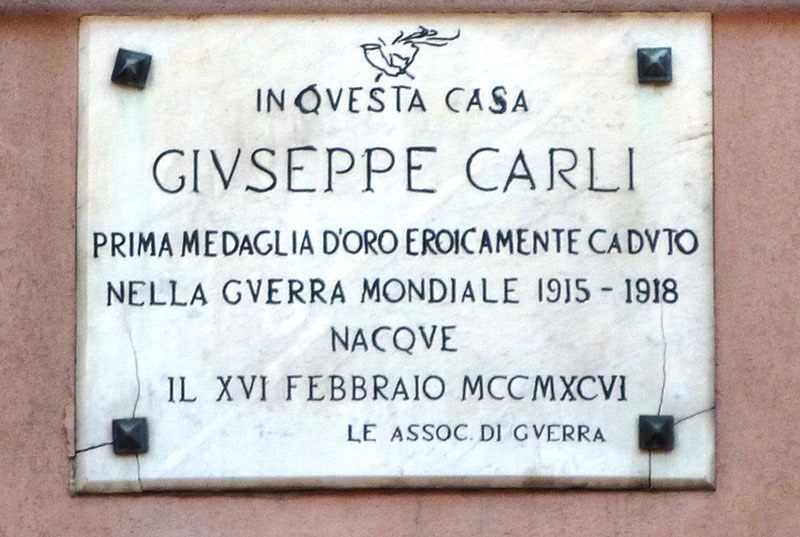 IN QVESTA CASA
GIVSEPPE CARLI
PRIMA MEDAGLIA D'ORO EROICAMENTE CADVTO
NELLA GVERRA MONDIALE 1915 - 1918
NACQVE
IL XVI FEBBRAIO MCCMXCVI
LE ASSOC. DI GVERRA